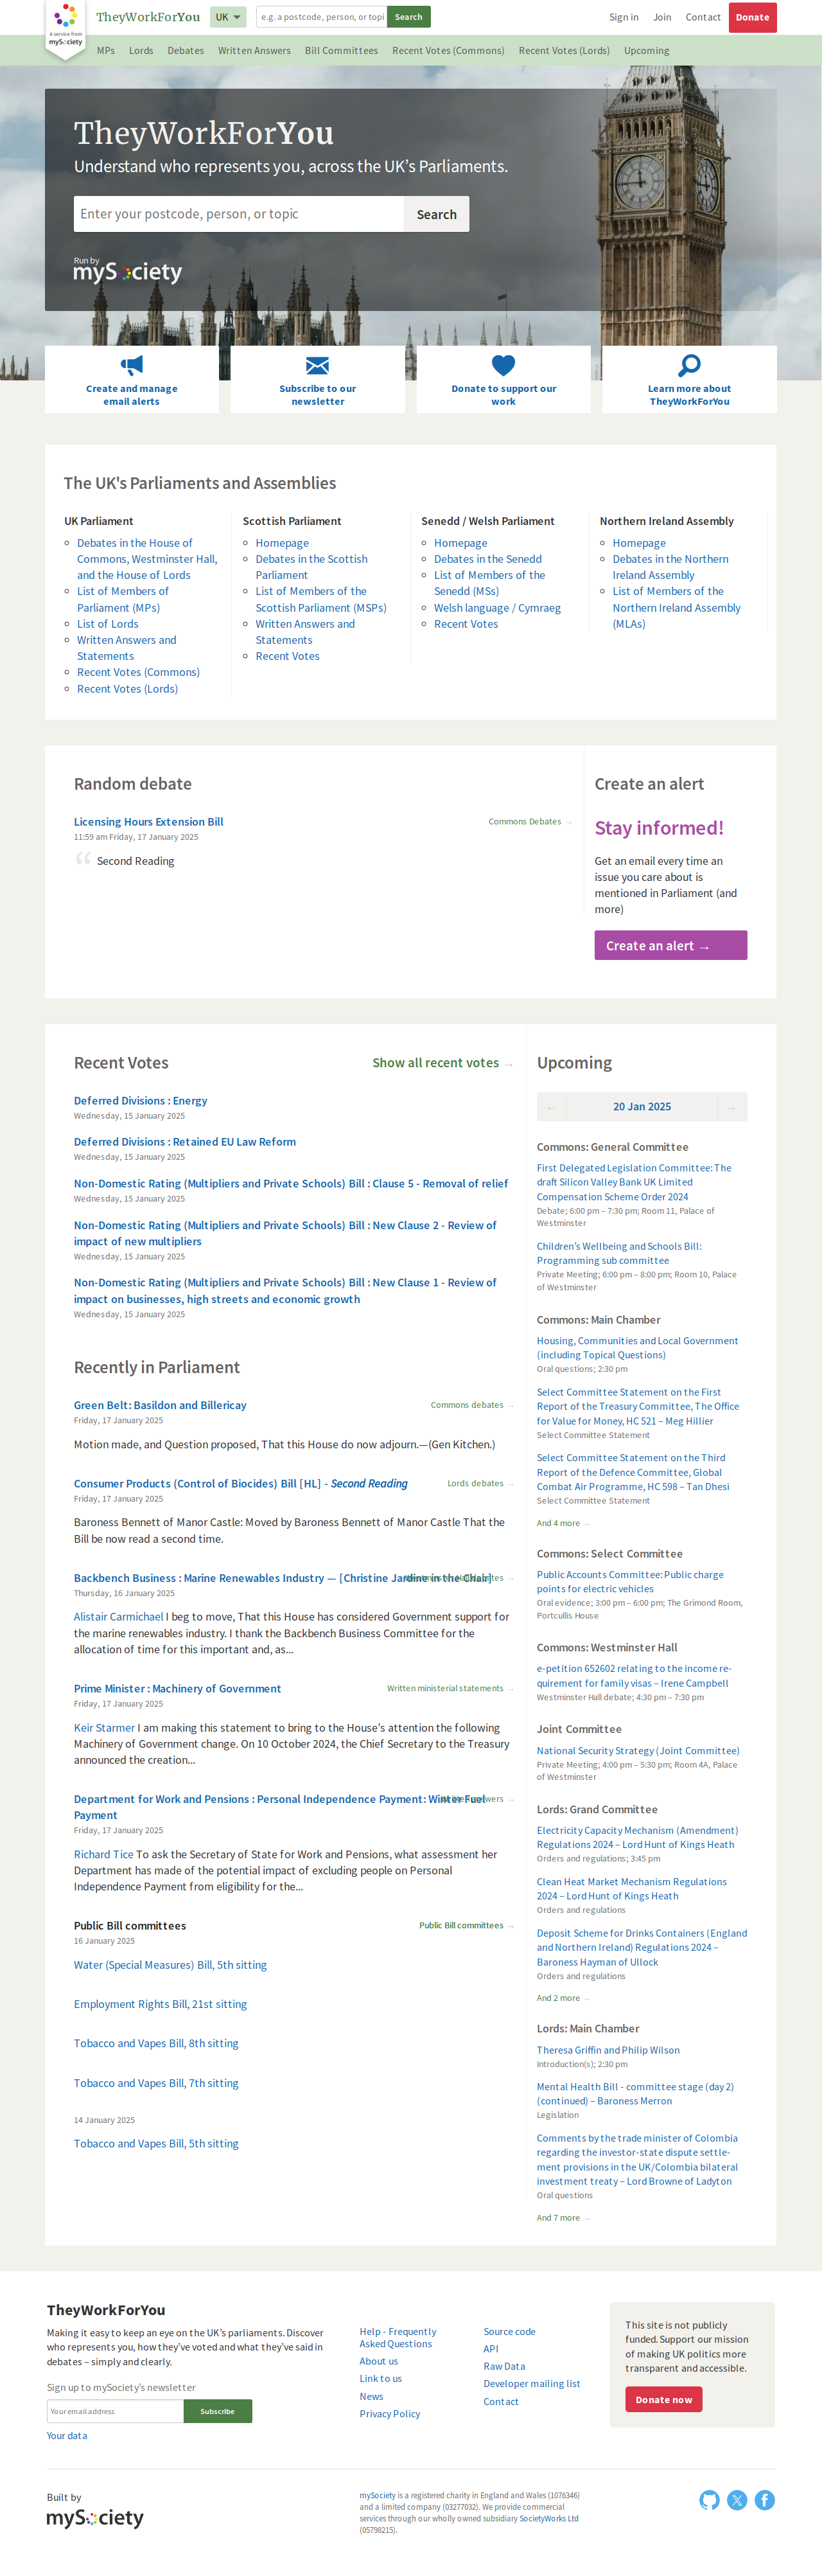 A service from
mySociety
TheyWorkForYou
UK
e.g. a postcode, person, or topi
Search
Sign in
Join
Contact
Donate
MPs
Lords
Debates
Written Answers
Bill Committees
Recent Votes (Commons)
Recent Votes (Lords)
Upcoming
TheyWorkForYou
Understand who represents you, across the UK’s Parliaments.
Enter your postcode, person, or topic
Search
Run by
mySociety
Create and manage
email alerts
Subscribe to our
newsletter
Donate to support our
work
Learn more about
TheyWorkForYou
The UK's Parliaments and Assemblies
UK Parliament
Debates in the House of
Commons, Westminster Hall,
and the House of Lords
List of Members of
Parliament (MPs)
List of Lords
Written Answers and
Statements
Recent Votes (Commons)
Recent Votes (Lords)
Scottish Parliament
Homepage
Debates in the Scottish
Parliament
List of Members of the
Scottish Parliament (MSPs)
Written Answers and
Statements
Recent Votes
Senedd / Welsh Parliament
Homepage
Debates in the Senedd
List of Members of the
Senedd (MSs)
Welsh language / Cymraeg
Recent Votes
Northern Ireland Assembly
Homepage
Debates in the Northern
Ireland Assembly
List of Members of the
Northern Ireland Assembly
(MLAs)
Random debate
Licensing Hours Extension Bill
Commons Debates →
11:59 am Friday, 17 January 2025
“ Second Reading
Create an alert
Stay informed!
Get an email every time an
issue you care about is
mentioned in Parliament (and
more)
Create an alert →
Recent Votes
Show all recent votes →
Deferred Divisions : Energy
Wednesday, 15 January 2025
Deferred Divisions : Retained EU Law Reform
Wednesday, 15 January 2025
Non-Domestic Rating (Multipliers and Private Schools) Bill : Clause 5 - Removal of relief
Wednesday, 15 January 2025
Non-Domestic Rating (Multipliers and Private Schools) Bill : New Clause 2 - Review of
impact of new multipliers
Wednesday, 15 January 2025
Non-Domestic Rating (Multipliers and Private Schools) Bill : New Clause 1 - Review of
impact on businesses, high streets and economic growth
Wednesday, 15 January 2025
Recently in Parliament
Green Belt: Basildon and Billericay
Commons debates →
Friday, 17 January 2025
Motion made, and Question proposed, That this House do now adjourn.—(Gen Kitchen.)
Consumer Products (Control of Biocides) Bill [HL] - Second Reading
Lords debates →
Friday, 17 January 2025
Baroness Bennett of Manor Castle: Moved by Baroness Bennett of Manor Castle That the
Bill be now read a second time.
Backbench Business : Marine Renewables Industry — [Christine Jardine in the Chair]
Thursday, 16 January 2025
Alistair Carmichael I beg to move, That this House has considered Government support for
the marine renewables industry. I thank the Backbench Business Committee for the
allocation of time for this important and, as...
Prime Minister : Machinery of Government
Written ministerial statements →
Friday, 17 January 2025
Keir Starmer I am making this statement to bring to the House’s attention the following
Machinery of Government change. On 10 October 2024, the Chief Secretary to the Treasury
announced the creation...
Department for Work and Pensions : Personal Independence Payment: Winter Fuel
Payment
Friday, 17 January 2025
Richard Tice To ask the Secretary of State for Work and Pensions, what assessment her
Department has made of the potential impact of excluding people on Personal
Independence Payment from eligibility for the...
Public Bill committees
Public Bill committees →
16 January 2025
Water (Special Measures) Bill, 5th sitting
Employment Rights Bill, 21st sitting
Tobacco and Vapes Bill, 8th sitting
Tobacco and Vapes Bill, 7th sitting
14 January 2025
Tobacco and Vapes Bill, 5th sitting
Upcoming
← 20 Jan 2025 →
Commons: General Committee
First Delegated Legislation Committee: The
draft Silicon Valley Bank UK Limited
Compensation Scheme Order 2024
Debate; 6:00 pm – 7:30 pm; Room 11, Palace of
Westminster
Children’s Wellbeing and Schools Bill:
Programming sub committee
Private Meeting; 6:00 pm – 8:00 pm; Room 10, Palace
of Westminster
Commons: Main Chamber
Housing, Communities and Local Government
(including Topical Questions)
Oral questions; 2:30 pm
Select Committee Statement on the First
Report of the Treasury Committee, The Office
for Value for Money, HC 521 – Meg Hillier
Select Committee Statement
Select Committee Statement on the Third
Report of the Defence Committee, Global
Combat Air Programme, HC 598 – Tan Dhesi
Select Committee Statement
And 4 more →
Commons: Select Committee
Public Accounts Committee: Public charge
points for electric vehicles
Oral evidence; 3:00 pm – 6:00 pm; The Grimond Room,
Portcullis House
Commons: Westminster Hall
e-petition 652602 relating to the income re-
quirement for family visas – Irene Campbell
Westminster Hall debate; 4:30 pm – 7:30 pm
Joint Committee
National Security Strategy (Joint Committee)
Private Meeting; 4:00 pm – 5:30 pm; Room 4A, Palace
of Westminster
Lords: Grand Committee
Electricity Capacity Mechanism (Amendment)
Regulations 2024 – Lord Hunt of Kings Heath
Orders and regulations; 3:45 pm
Clean Heat Market Mechanism Regulations
2024 – Lord Hunt of Kings Heath
Orders and regulations
Deposit Scheme for Drinks Containers (England
and Northern Ireland) Regulations 2024 –
Baroness Hayman of Ullock
Orders and regulations
And 2 more →
Lords: Main Chamber
Theresa Griffin and Philip Wilson
Introduction(s); 2:30 pm
Mental Health Bill - committee stage (day 2)
(continued) – Baroness Merron
Legislation
Comments by the trade minister of Colombia
regarding the investor-state dispute settle-
ment provisions in the UK/Colombia bilateral
investment treaty – Lord Browne of Ladyton
Oral questions
And 7 more →
TheyWorkForYou
Making it easy to keep an eye on the UK’s parliaments. Discover
who represents you, how they’ve voted and what they’ve said in
debates – simply and clearly.
Sign up to mySociety’s newsletter
Your email address
Subscribe
Your data
Help - Frequently
Asked Questions
About us
Link to us
News
Privacy Policy
Source code
API
Raw Data
Developer mailing list
Contact
This site is not publicly
funded. Support our mission
of making UK politics more
transparent and accessible.
Donate now
Built by
mySociety
mySociety is a registered charity in England and Wales (1076346)
and a limited company (03277032). We provide commercial
services through our wholly owned subsidiary SocietyWorks Ltd
(05798215).